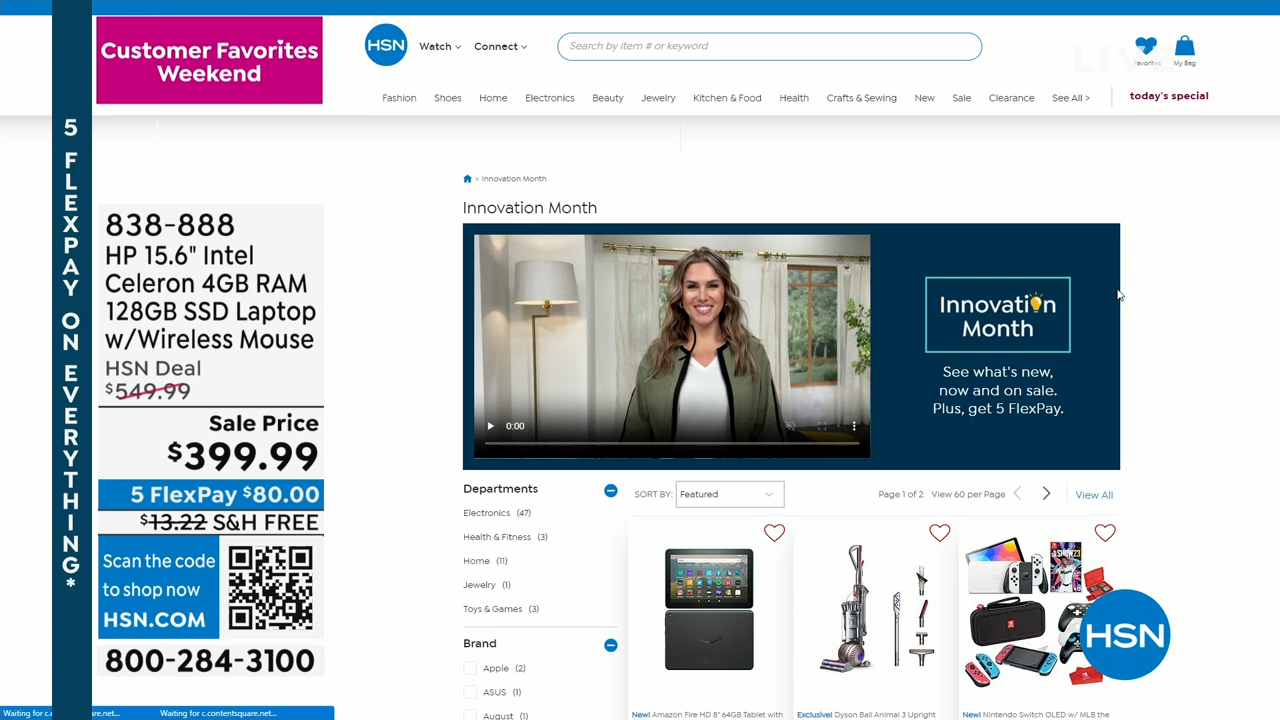 5 FLEXPAY ON EVERYTHING*
Customer Favorites
Weekend
838-888
HP 15.6" Intel
Celeron 4GB RAM
128GB SSD Laptop
w/Wireless Mouse
HSN Deal
$549.99
Sale Price
$399.99
5 FlexPay $80.00
$13.22 S&H FREE
Scan the code
to shop now
HSN.COM
800-284-3100
Waiting for c.contentsquare.net...
HSN
Watch
Connect
Search by item # or keyword
LIVE
Favorites
My Bag
Fashion
Shoes
Home
Electronics
Beauty
Jewelry
Kitchen & Food
Health
Crafts & Sewing
New
Sale
Clearance
See All >
today's special
> Innovation Month
Innovation Month
0:00
Innovation
Month
See what's new,
now and on sale.
Plus, get 5 FlexPay.
Departments
Electronics (47)
Health & Fitness (3)
Home (11)
Jewelry (1)
Toys & Games (3)
Brand
Apple (2)
ASUS (1)
August (1)
SORT BY: Featured
Page 1 of 2 View 60 per Page
View All
New! Amazon Fire HD 8" 64GB Tablet with
Exclusive! Dyson Ball Animal 3 Upright
New! Nintendo Switch OLED w/ MLB the
HSN